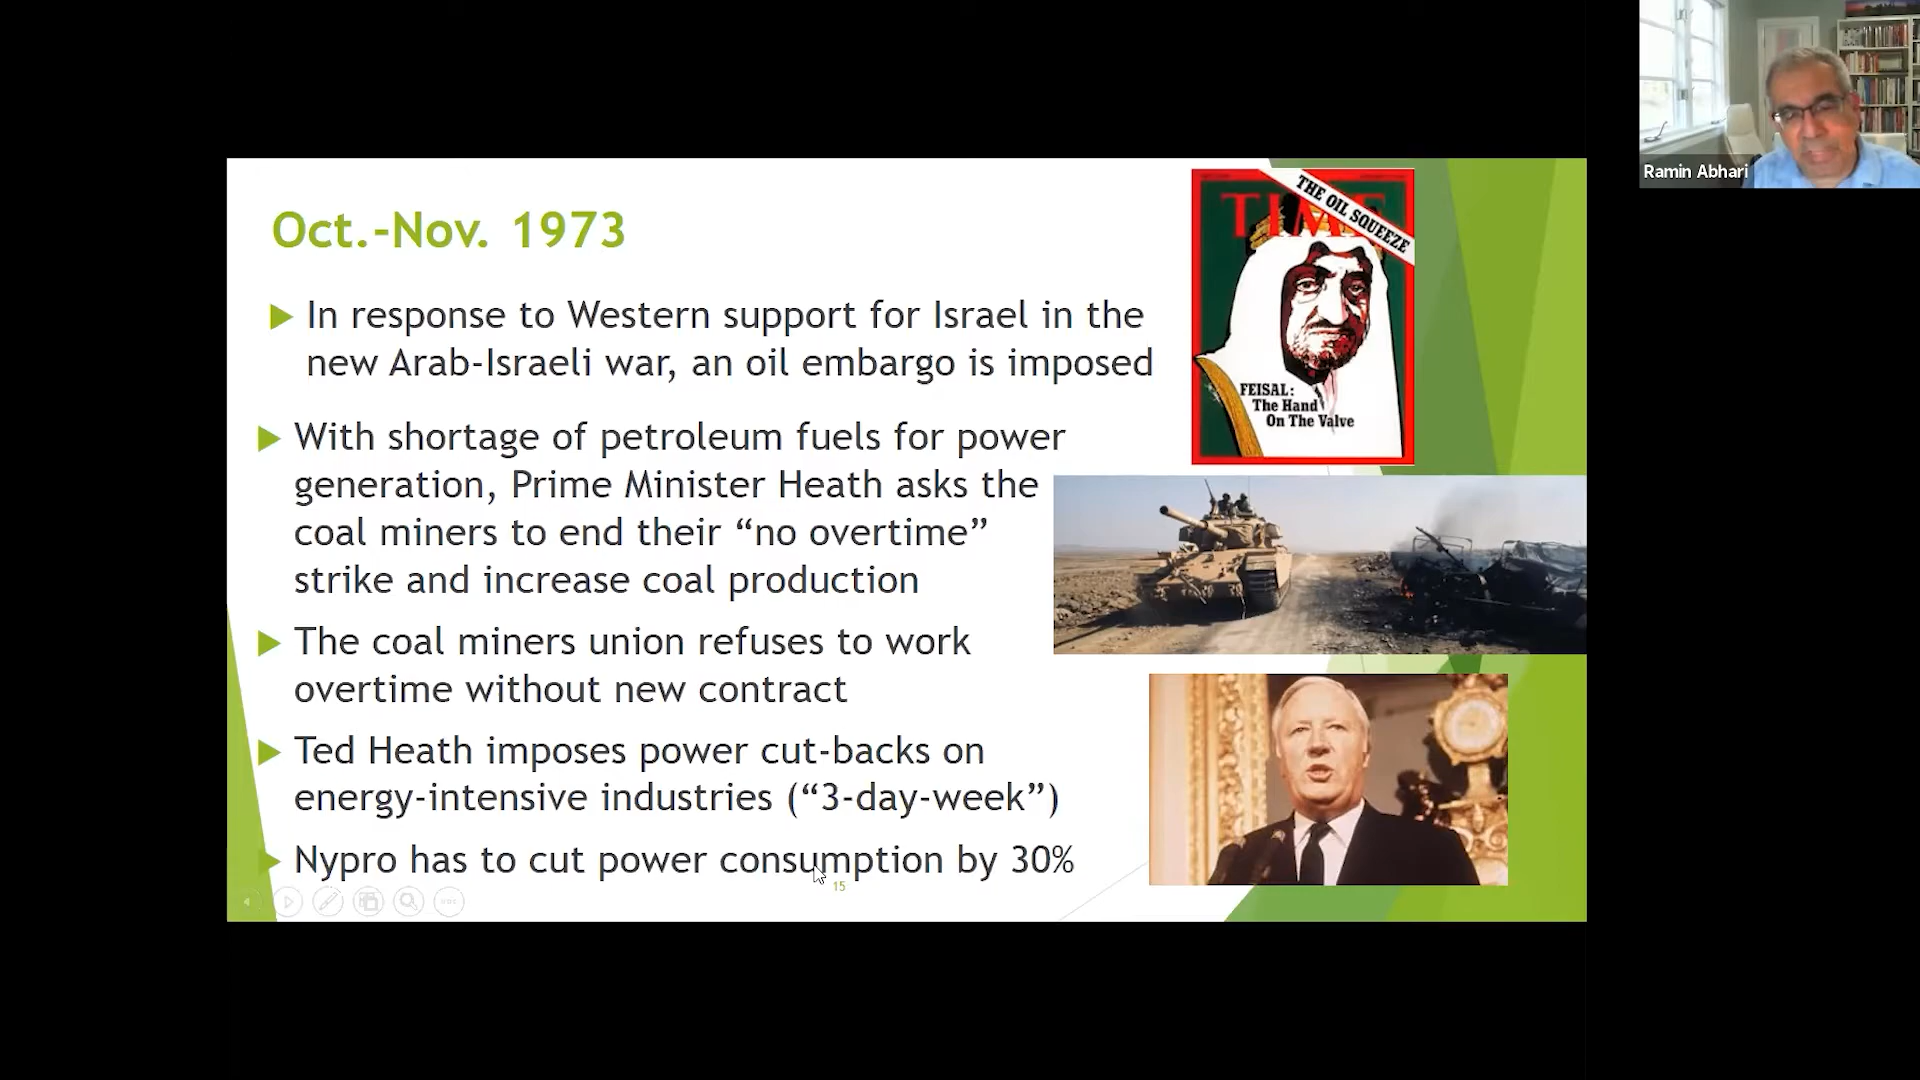 Oct.-Nov. 1973
In response to Western support for Israel in the
new Arab-Israeli war, an oil embargo is imposed
With shortage of petroleum fuels for power
generation, Prime Minister Heath asks the
coal miners to end their “no overtime”
strike and increase coal production
The coal miners union refuses to work
overtime without new contract
Ted Heath imposes power cut-backs on
energy-intensive industries (“3-day-week”)
Nypro has to cut power consumption by 30%
15
TIME
THE OIL SQUEEZE
FEISAL:
The Hand
On The Valve
Ramin Abhari